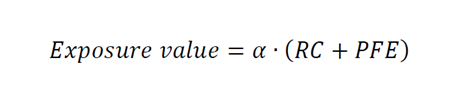 Exposure value = α · (RC + PFE)